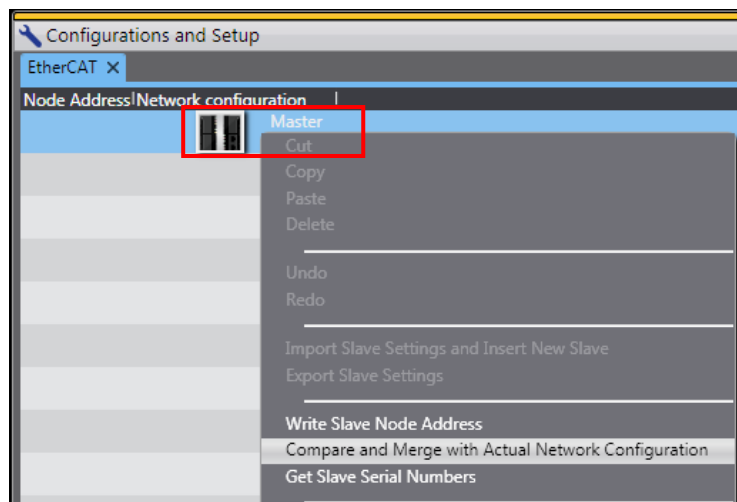 Configurations and Setup
EtherCAT ×
Node Address|Network configuration |
Master
Cut
Copy
Paste
Delete
Undo
Redo
Import Slave Settings and Insert New Slave
Export Slave Settings
Write Slave Node Address
Compare and Merge with Actual Network Configuration
Get Slave Serial Numbers